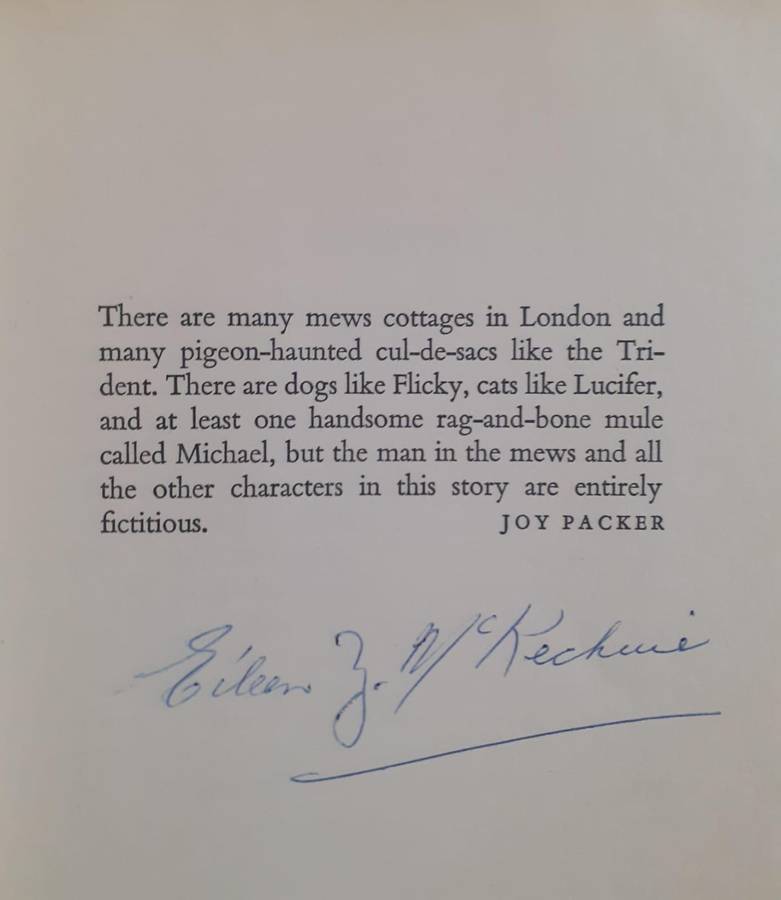 There are many mews cottages in London and
many pigeon-haunted cul-de-sacs like the Tri-
dent. There are dogs like Flicky, cats like Lucifer,
and at least one handsome rag-and-bone mule
called Michael, but the man in the mews and all
the other characters in this story are entirely
fictitious. JOY PACKER
Eileen Z. McKechnie